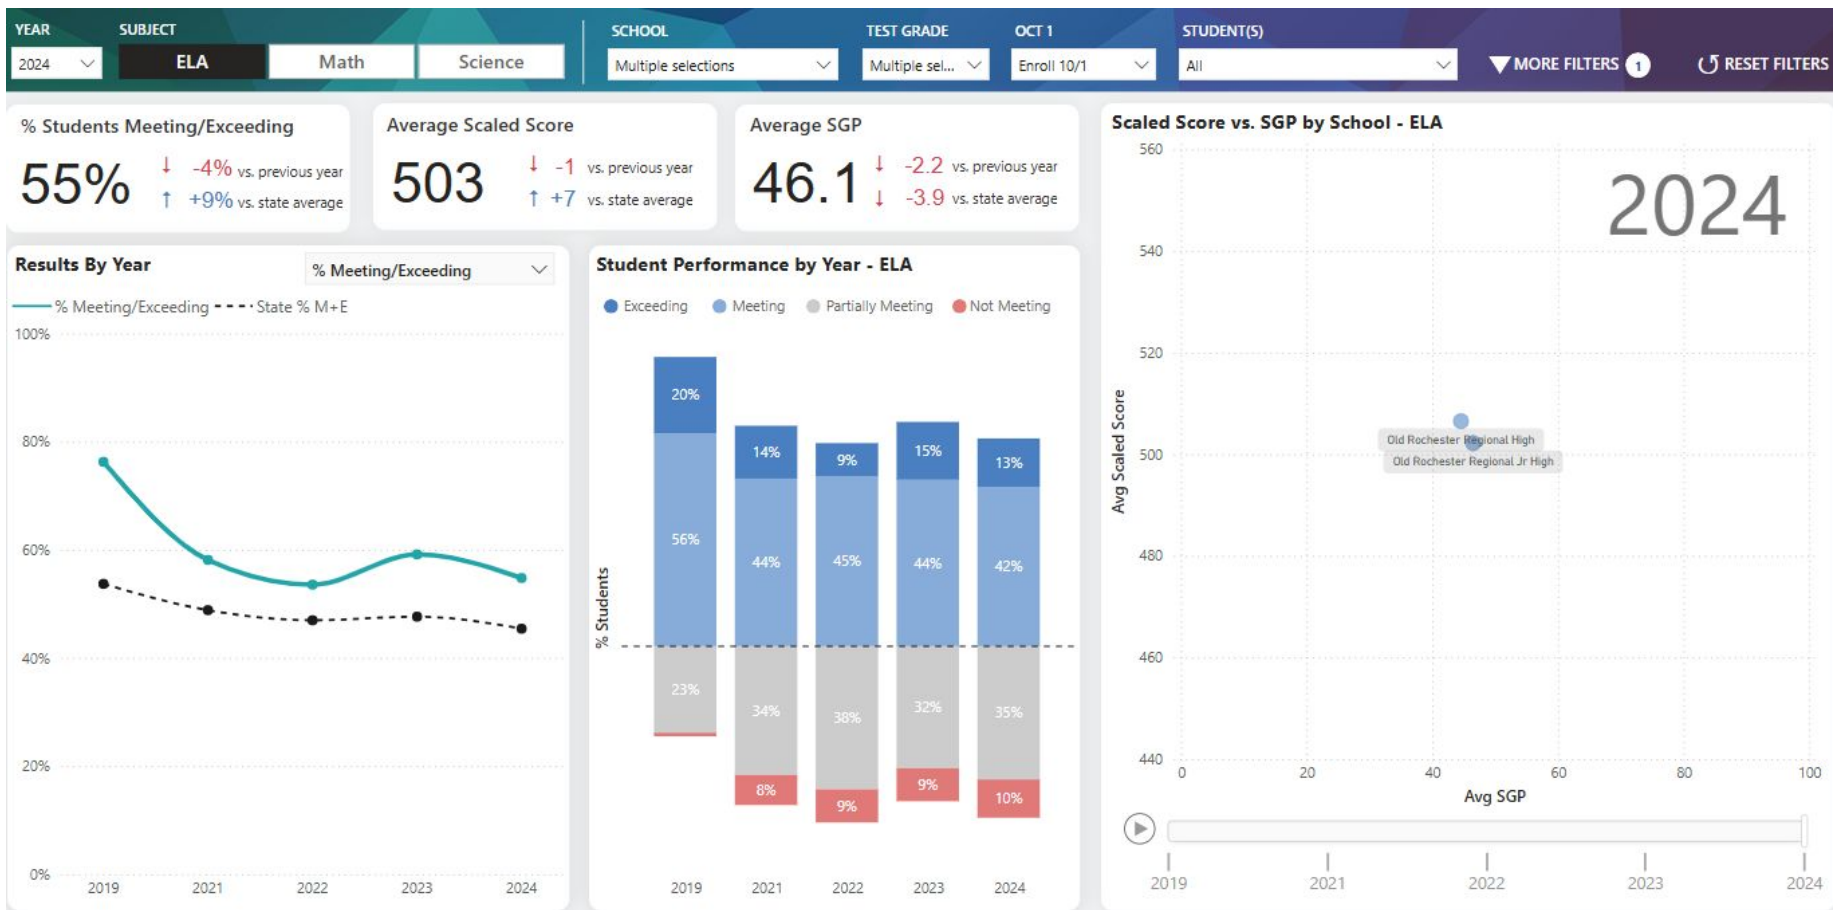 YEAR
SUBJECT
SCHOOL
TEST GRADE
OCT 1
STUDENT(S)
2024
ELA
Math
Science
Multiple selections
Multiple sel...
Enroll 10/1
All
MORE FILTERS 1
RESET FILTERS
% Students Meeting/Exceeding
55%
↓ -4% vs. previous year
↑ +9% vs. state average
Average Scaled Score
503
↓ -1 vs. previous year
↑ +7 vs. state average
Average SGP
46.1
↓ -2.2 vs. previous year
↓ -3.9 vs. state average
Results By Year
% Meeting/Exceeding
% Meeting/Exceeding
State % M+E
100%
80%
60%
40%
20%
0%
2019
2021
2022
2023
2024
Student Performance by Year - ELA
Exceeding
Meeting
Partially Meeting
Not Meeting
% Students
20%
56%
23%
14%
44%
34%
8%
9%
45%
38%
9%
15%
44%
32%
9%
13%
42%
35%
10%
2019
2021
2022
2023
2024
Scaled Score vs. SGP by School - ELA
2024
Avg Scaled Score
560
540
520
500
480
460
440
Old Rochester Regional High
Old Rochester Regional Jr High
0
20
40
60
80
100
Avg SGP
2019
2021
2022
2023
2024